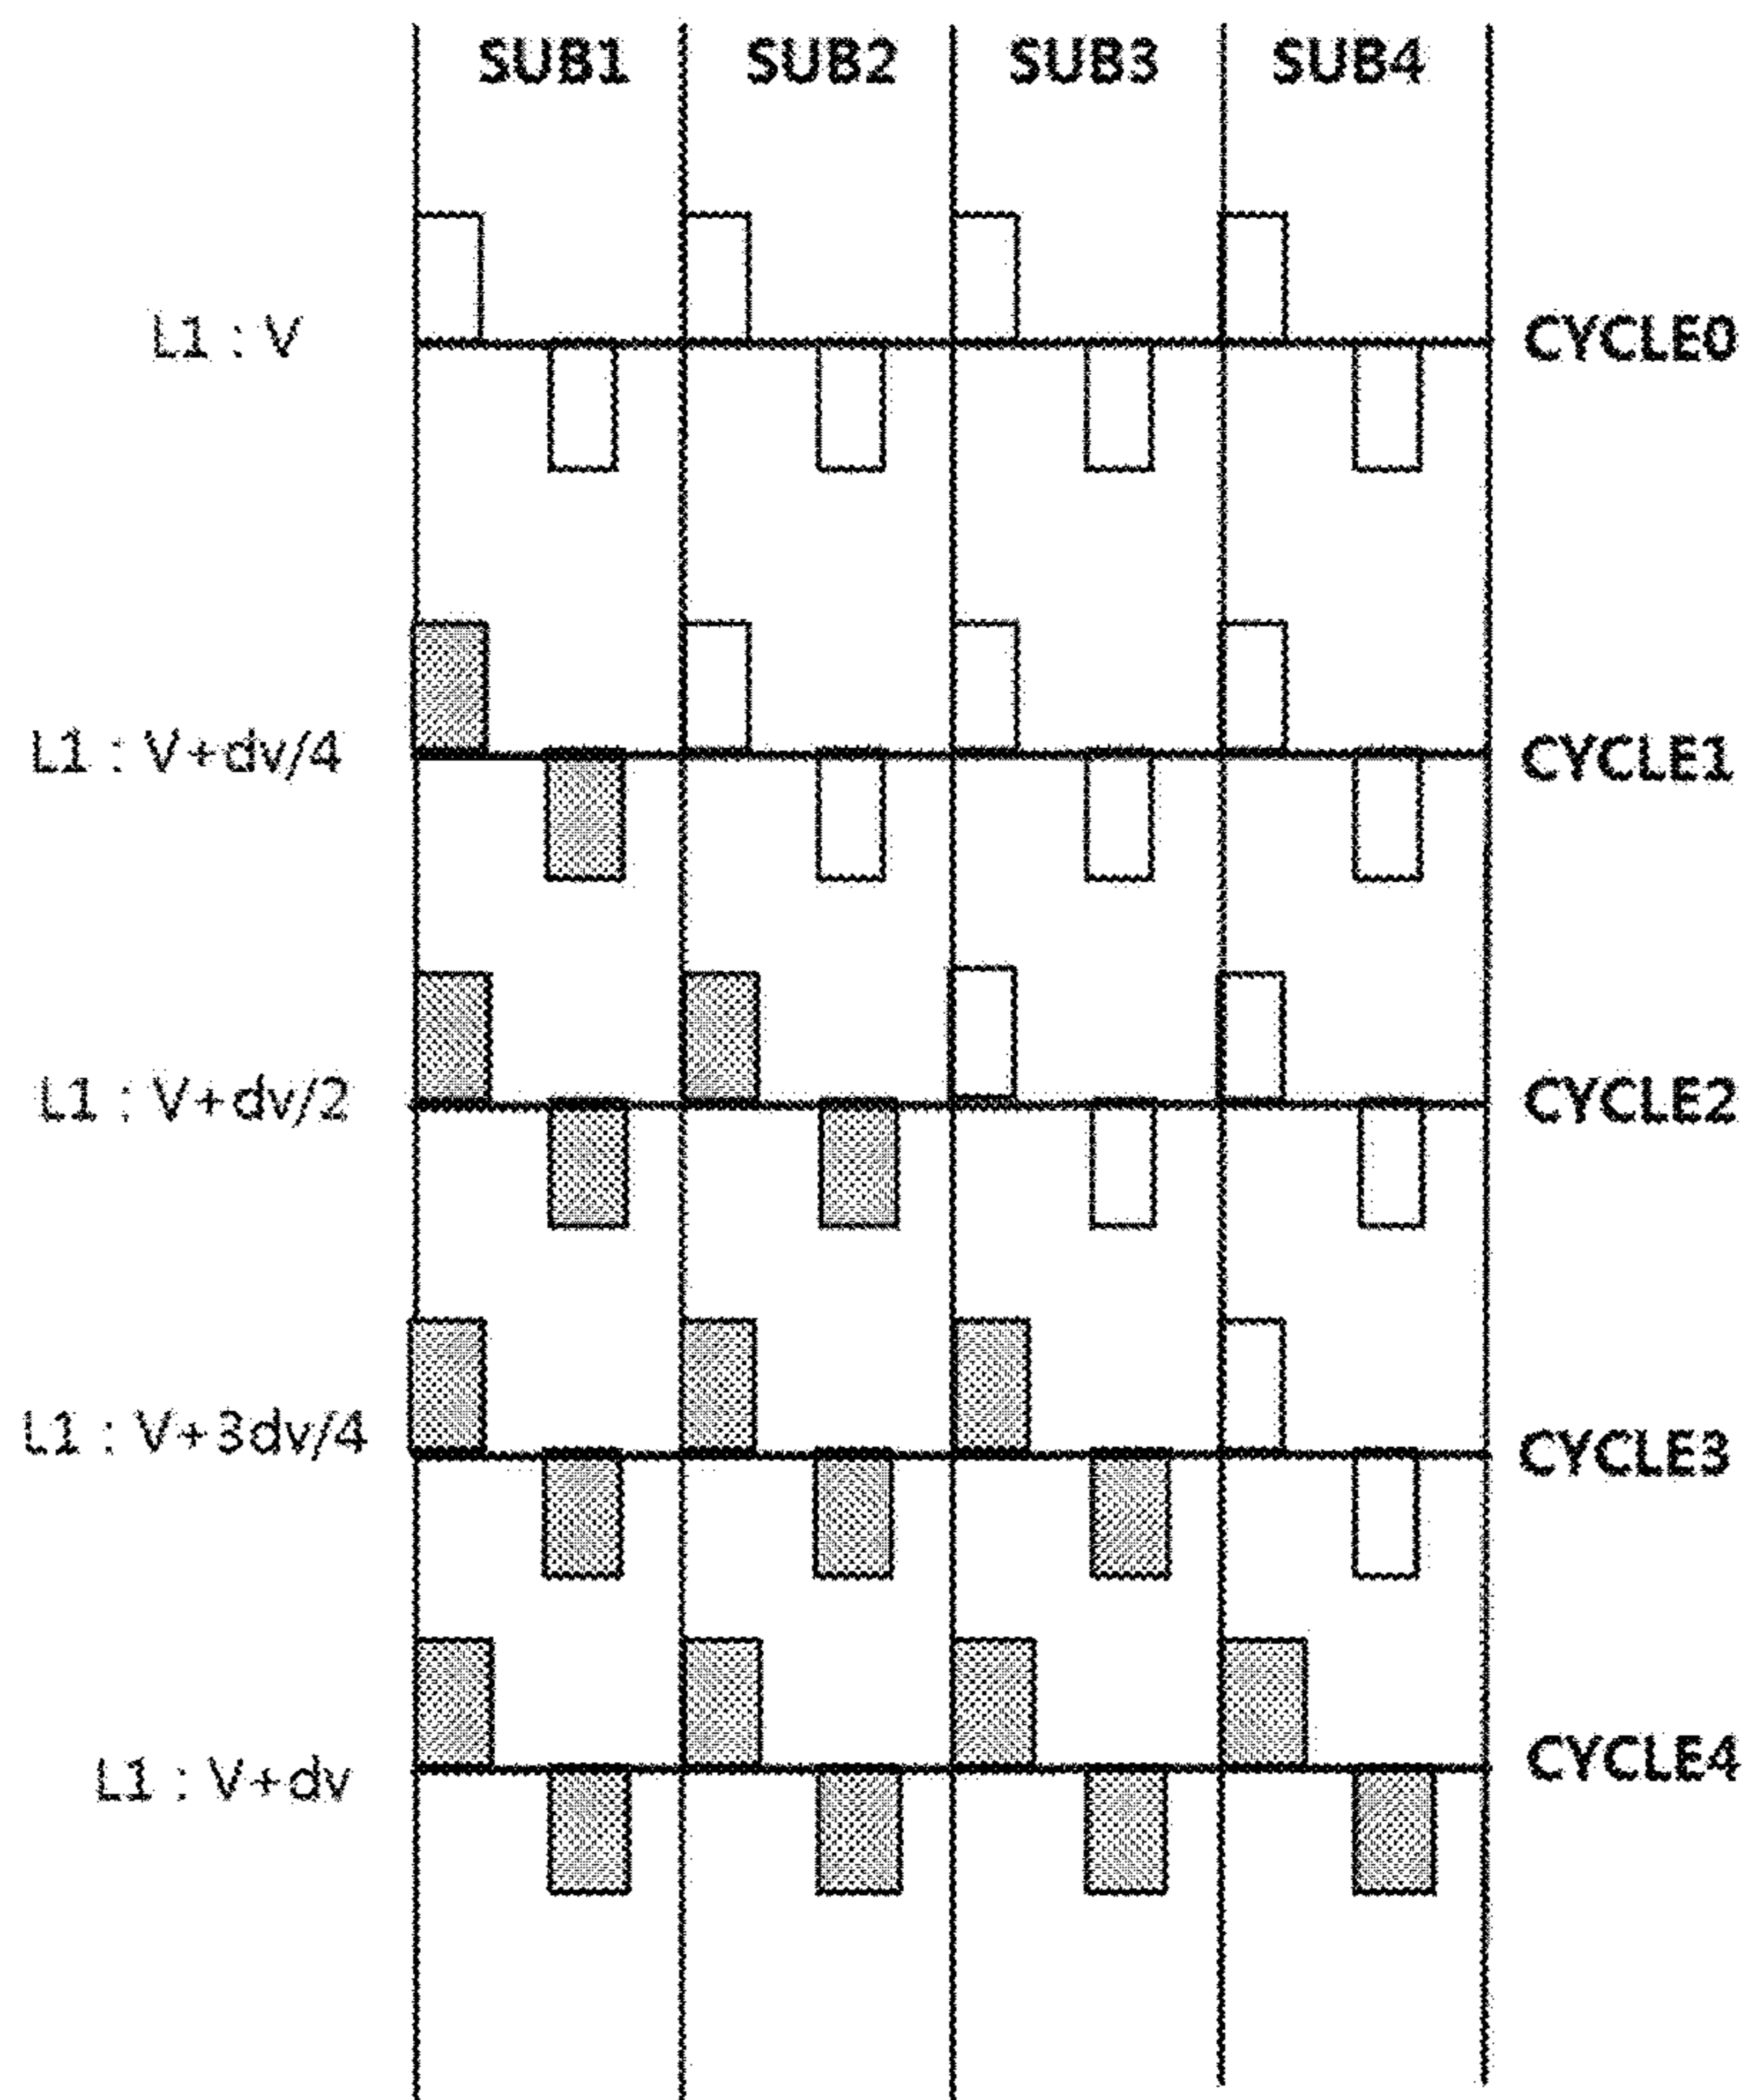 SUB1 SUB2 SUB3 SUB4
L1 : V CYCLE0
L1 : V+dv/4 CYCLE1
L1 : V+dv/2 CYCLE2
L1 : V+3dv/4 CYCLE3
L1 : V+dv CYCLE4